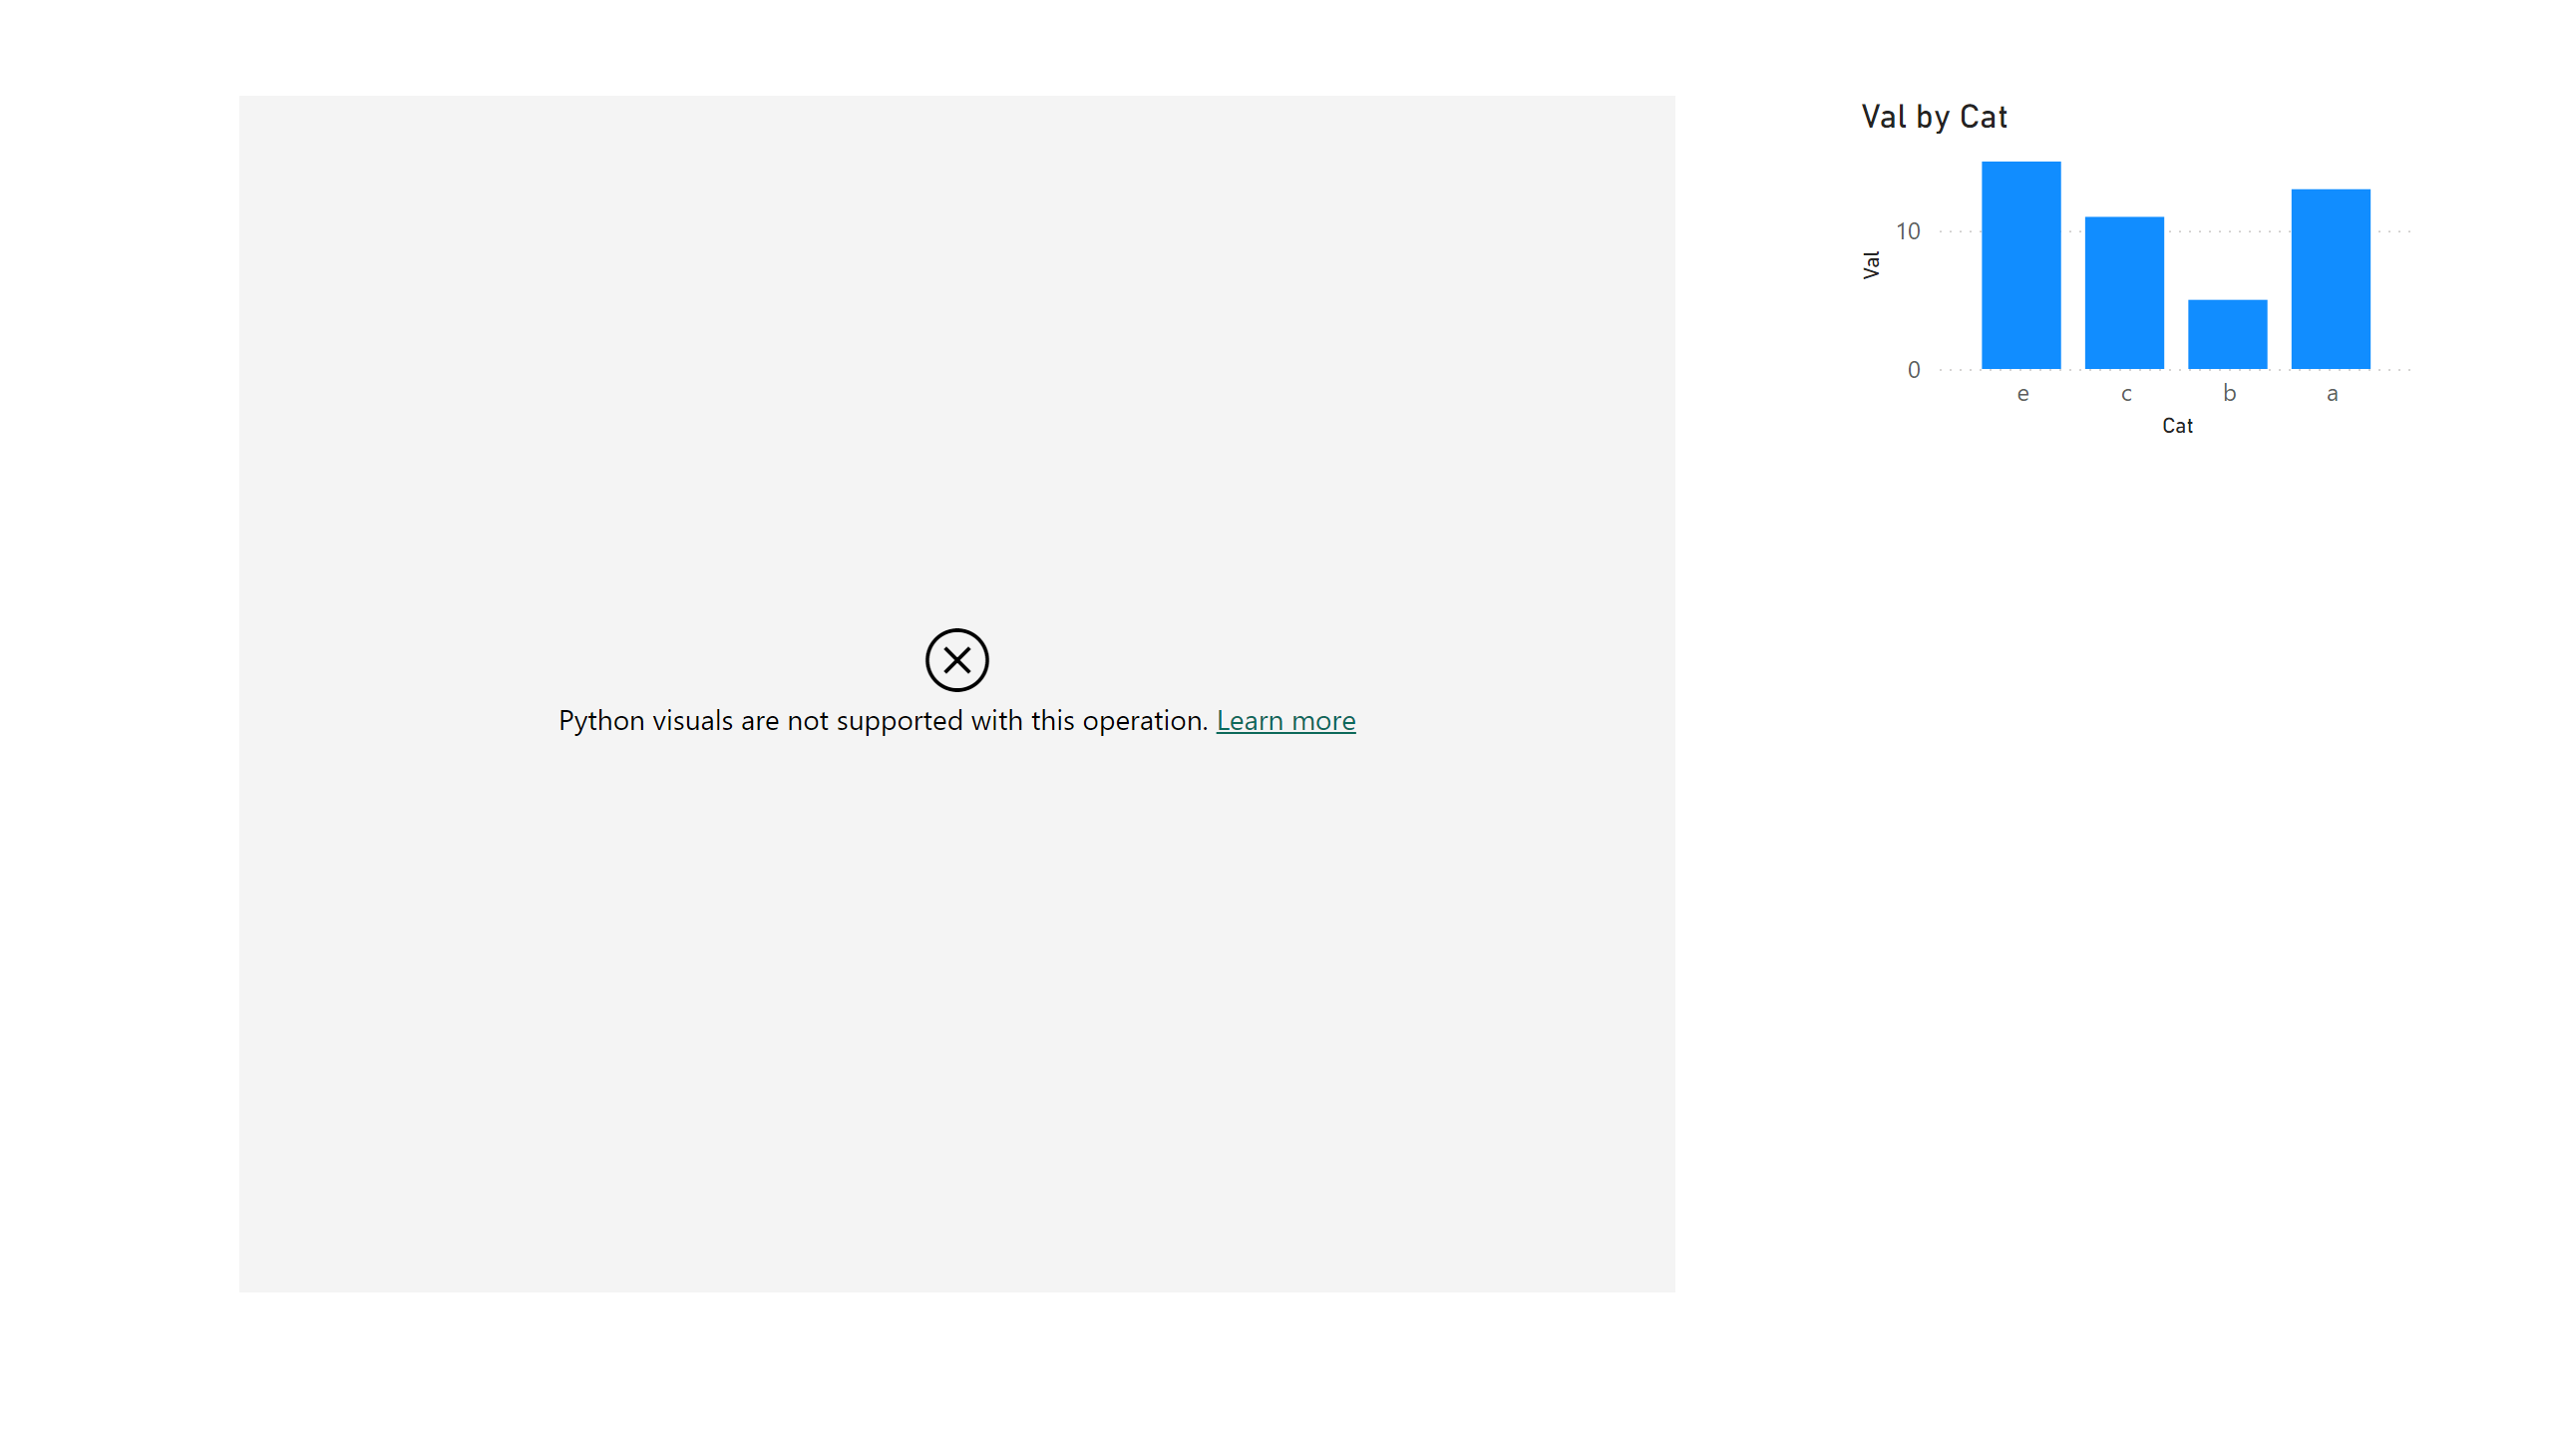 Python visuals are not supported with this operation. Learn more
Val by Cat
10
0
Val
e c b a
Cat